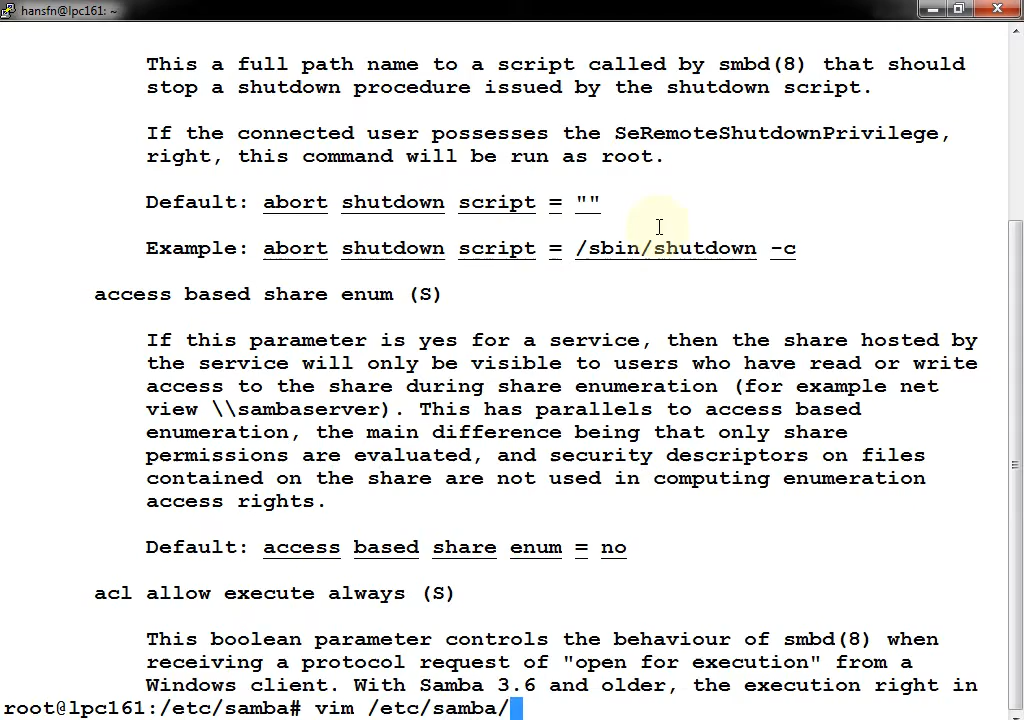 hansfn@lpc161: ~
This a full path name to a script called by smbd(8) that should
stop a shutdown procedure issued by the shutdown script.
If the connected user possesses the SeRemoteShutdownPrivilege,
right, this command will be run as root.
Default: abort shutdown script = ""
Example: abort shutdown script = /sbin/shutdown -c
access based share enum (S)
If this parameter is yes for a service, then the share hosted by
the service will only be visible to users who have read or write
access to the share during share enumeration (for example net
view \\sambaserver). This has parallels to access based
enumeration, the main difference being that only share
permissions are evaluated, and security descriptors on files
contained on the share are not used in computing enumeration
access rights.
Default: access based share enum = no
acl allow execute always (S)
This boolean parameter controls the behaviour of smbd(8) when
receiving a protocol request of "open for execution" from a
Windows client. With Samba 3.6 and older, the execution right in
root@lpc161:/etc/samba# vim /etc/samba/